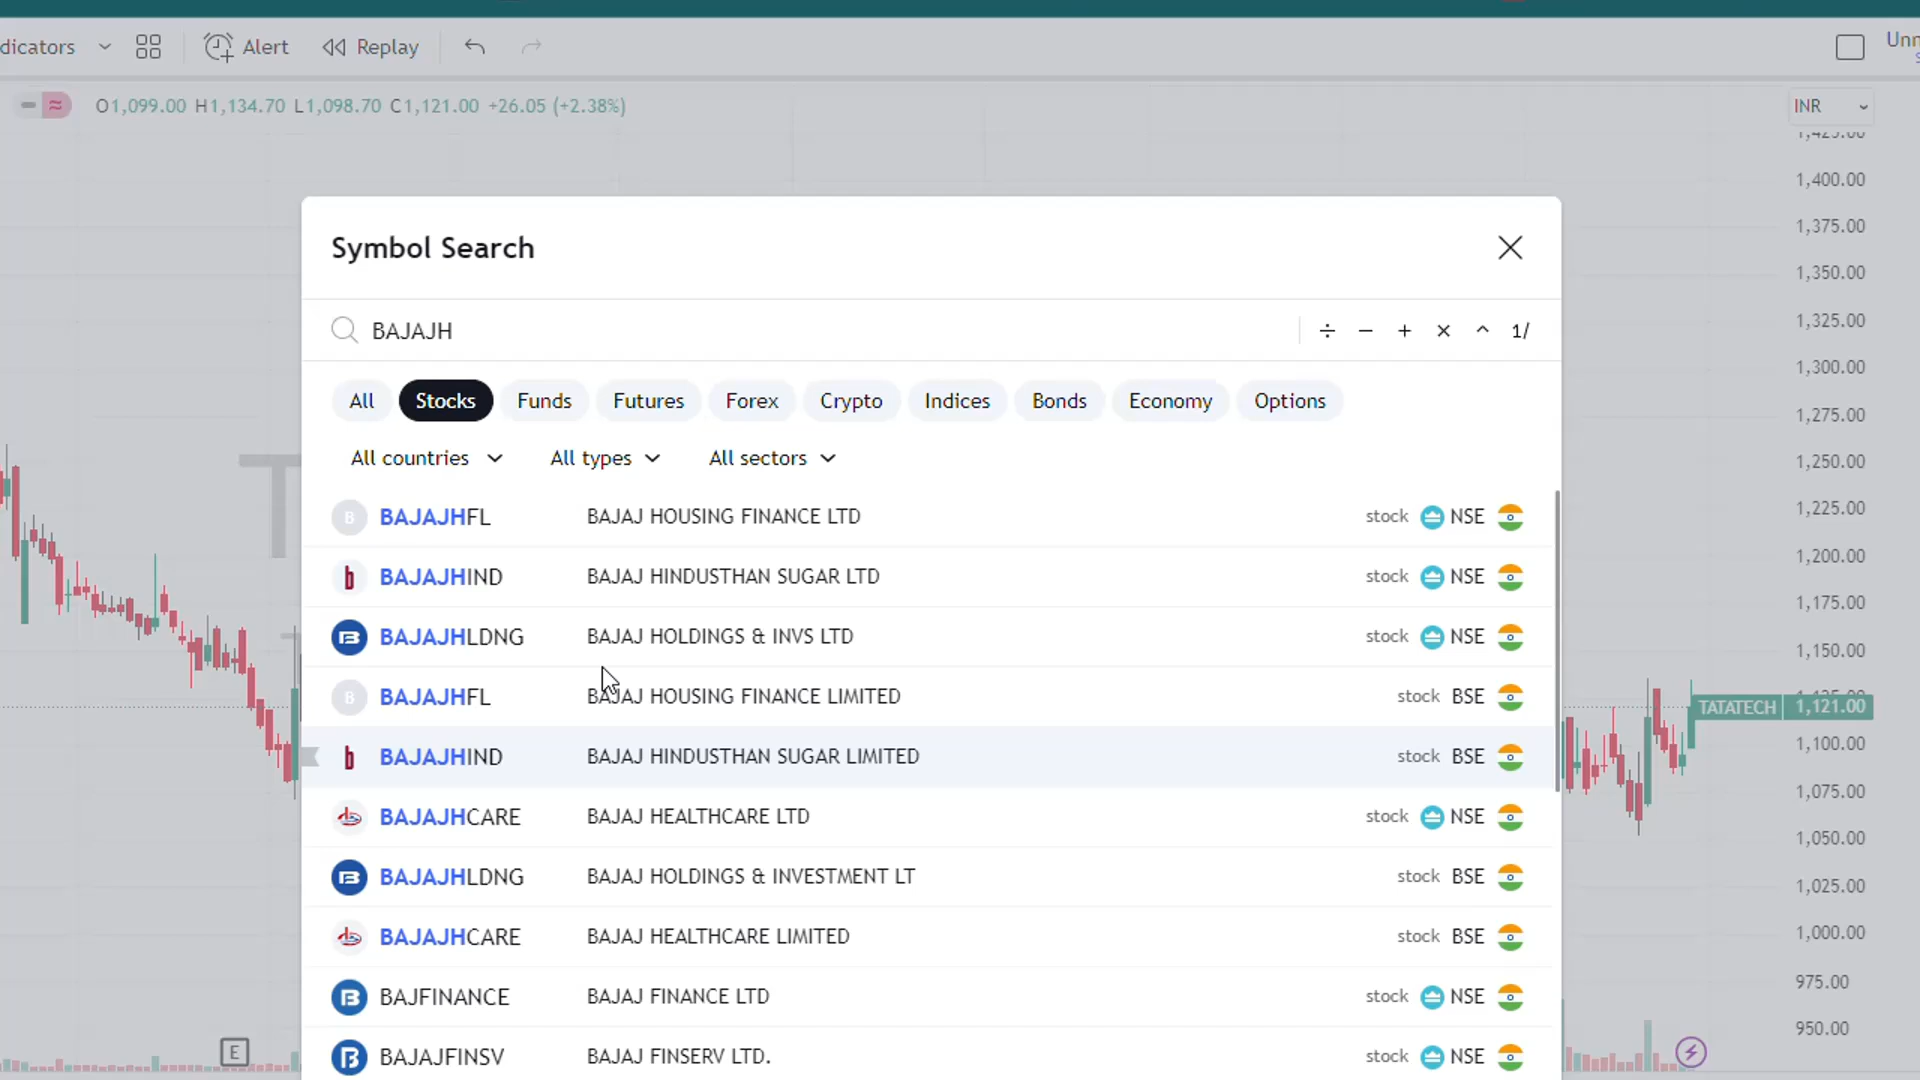 dicators Alert Replay Unn
O1,099.00 H1,134.70 L1,098.70 C1,121.00 +26.05 (+2.38%) INR
1,400.00
1,375.00
1,350.00
1,325.00
1,300.00
1,275.00
1,250.00
1,225.00
1,200.00
1,175.00
1,150.00
TATATECH 1,121.00
1,100.00
1,075.00
1,050.00
1,025.00
1,000.00
975.00
950.00
Symbol Search
BAJAJH ÷ − + × ^ 1/
All Stocks Funds Futures Forex Crypto Indices Bonds Economy Options
All countries All types All sectors
B BAJAJHFL BAJAJ HOUSING FINANCE LTD stock NSE
b BAJAJHIND BAJAJ HINDUSTHAN SUGAR LTD stock NSE
B BAJAJHLDNG BAJAJ HOLDINGS & INVS LTD stock NSE
B BAJAJHFL BAJAJ HOUSING FINANCE LIMITED stock BSE
b BAJAJHIND BAJAJ HINDUSTHAN SUGAR LIMITED stock BSE
BAJAJHCARE BAJAJ HEALTHCARE LTD stock NSE
B BAJAJHLDNG BAJAJ HOLDINGS & INVESTMENT LT stock BSE
BAJAJHCARE BAJAJ HEALTHCARE LIMITED stock BSE
B BAJFINANCE BAJAJ FINANCE LTD stock NSE
B BAJAJFINSV BAJAJ FINSERV LTD. stock NSE
E
T